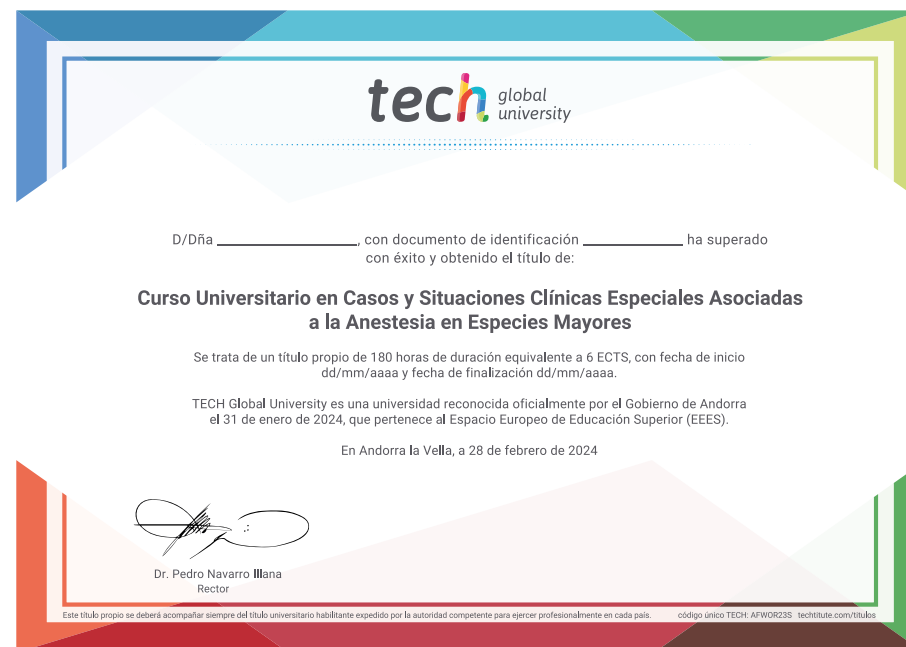 tech global university
D/Dña ____________________, con documento de identificación ______________ ha superado
con éxito y obtenido el título de:
Curso Universitario en Casos y Situaciones Clínicas Especiales Asociadas
a la Anestesia en Especies Mayores
Se trata de un título propio de 180 horas de duración equivalente a 6 ECTS, con fecha de inicio
dd/mm/aaaa y fecha de finalización dd/mm/aaaa.
TECH Global University es una universidad reconocida oficialmente por el Gobierno de Andorra
el 31 de enero de 2024, que pertenece al Espacio Europeo de Educación Superior (EEES).
En Andorra la Vella, a 28 de febrero de 2024
Dr. Pedro Navarro Illana
Rector
Este título propio se deberá acompañar siempre del título universitario habilitante expedido por la autoridad competente para ejercer profesionalmente en cada país. código único TECH: AFWOR23S techtitute.com/titulos